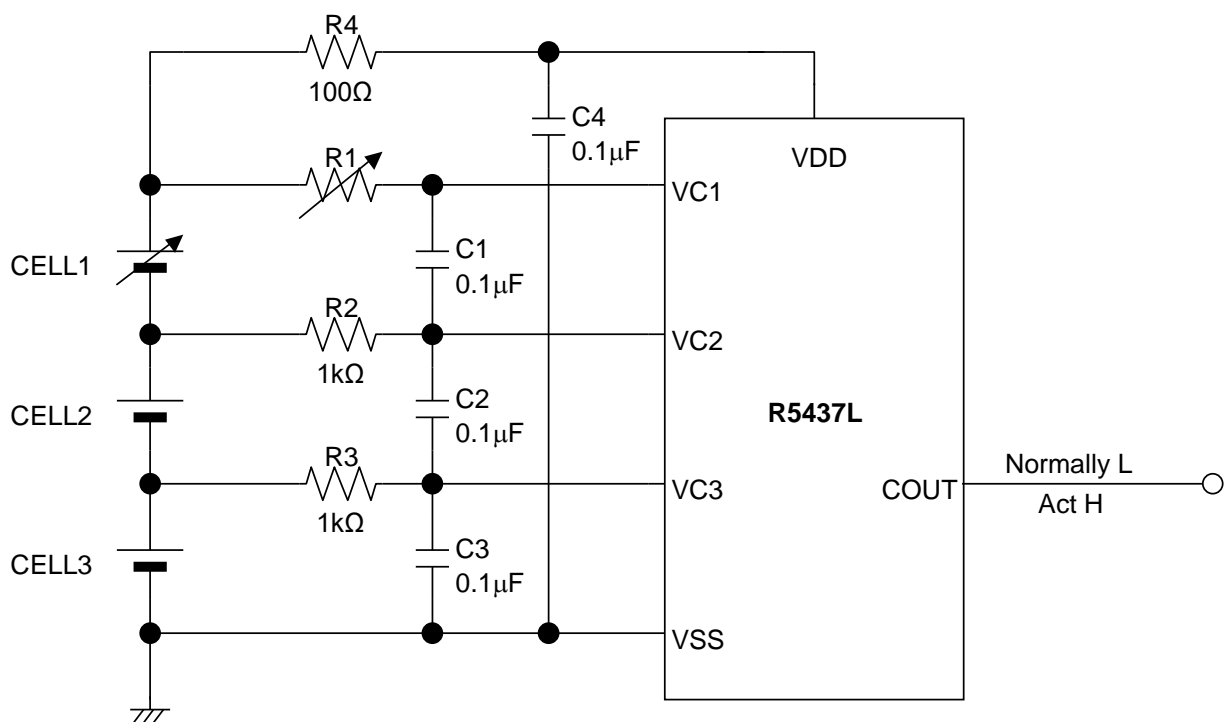 R4
100Ω
C4
0.1μF
VDD
R1
VC1
C1
0.1μF
CELL1
R2
1kΩ
VC2
C2
0.1μF
CELL2
R5437L
R3
1kΩ
VC3
COUT
Normally L
Act H
C3
0.1μF
CELL3
VSS